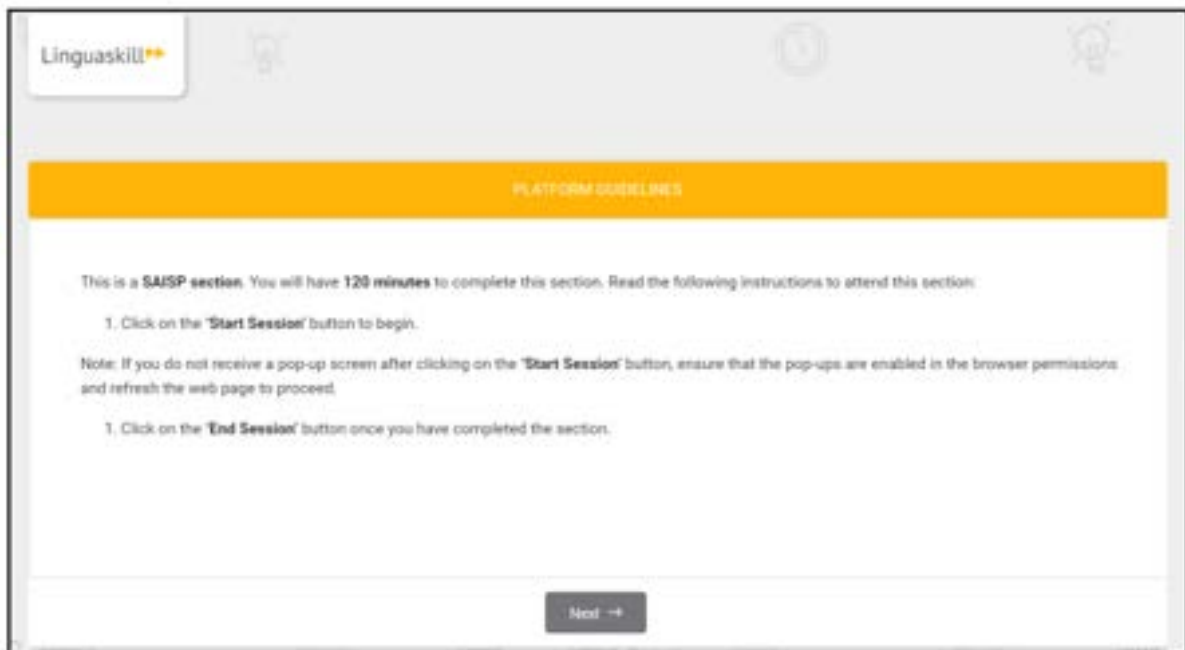 Linguaskill
PLATFORM GUIDELINES
This is a SAISP section. You will have 120 minutes to complete this section. Read the following instructions to attend this section:
1. Click on the 'Start Session' button to begin.
Note: If you do not receive a pop-up screen after clicking on the 'Start Session' button, ensure that the pop-ups are enabled in the browser permissions
and refresh the web page to proceed.
1. Click on the 'End Session' button once you have completed the section.
Next →